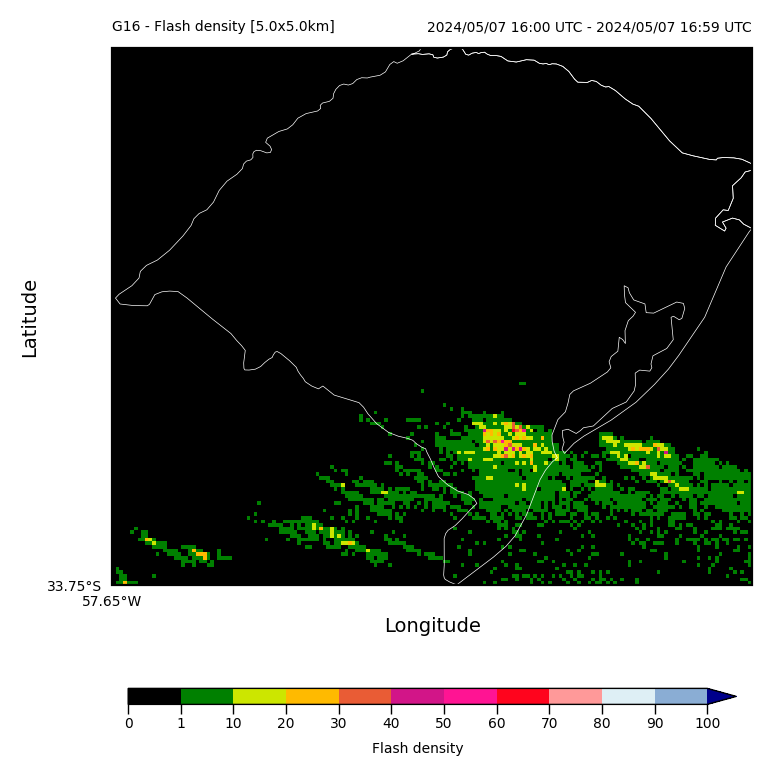 G16 - Flash density [5.0x5.0km] 2024/05/07 16:00 UTC - 2024/05/07 16:59 UTC
Latitude
33.75°S
57.65°W
Longitude
0 1 10 20 30 40 50 60 70 80 90 100
Flash density